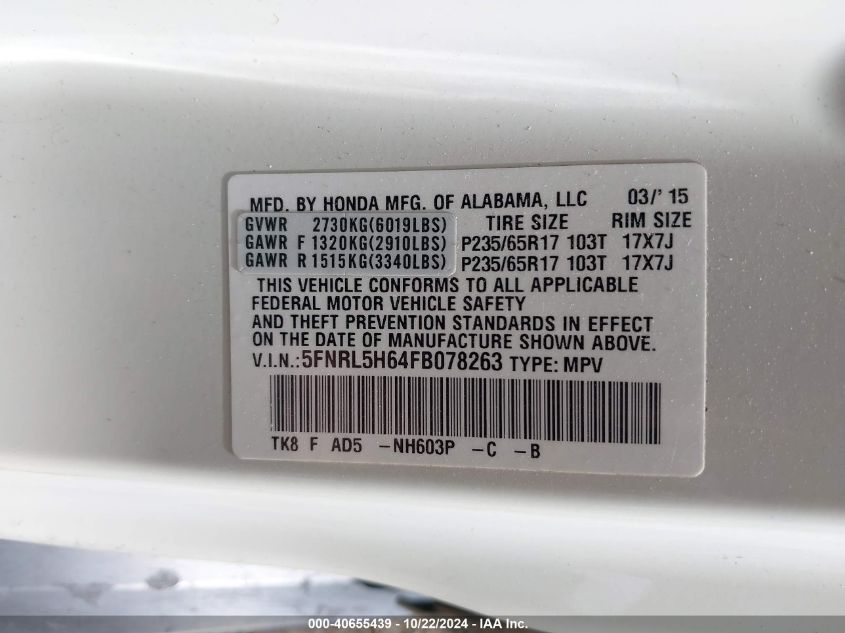 MFD. BY HONDA MFG. OF ALABAMA, LLC 03/' 15
GVWR 2730KG(6019LBS) TIRE SIZE RIM SIZE
GAWR F 1320KG(2910LBS) P235/65R17 103T 17X7J
GAWR R 1515KG(3340LBS) P235/65R17 103T 17X7J
THIS VEHICLE CONFORMS TO ALL APPLICABLE
FEDERAL MOTOR VEHICLE SAFETY
AND THEFT PREVENTION STANDARDS IN EFFECT
ON THE DATE OF MANUFACTURE SHOWN ABOVE.
V.I.N.:5FNRL5H64FB078263 TYPE: MPV
TK8 F AD5 -NH603P -C -B
000-40655439 - 10/22/2024 - IAA Inc.